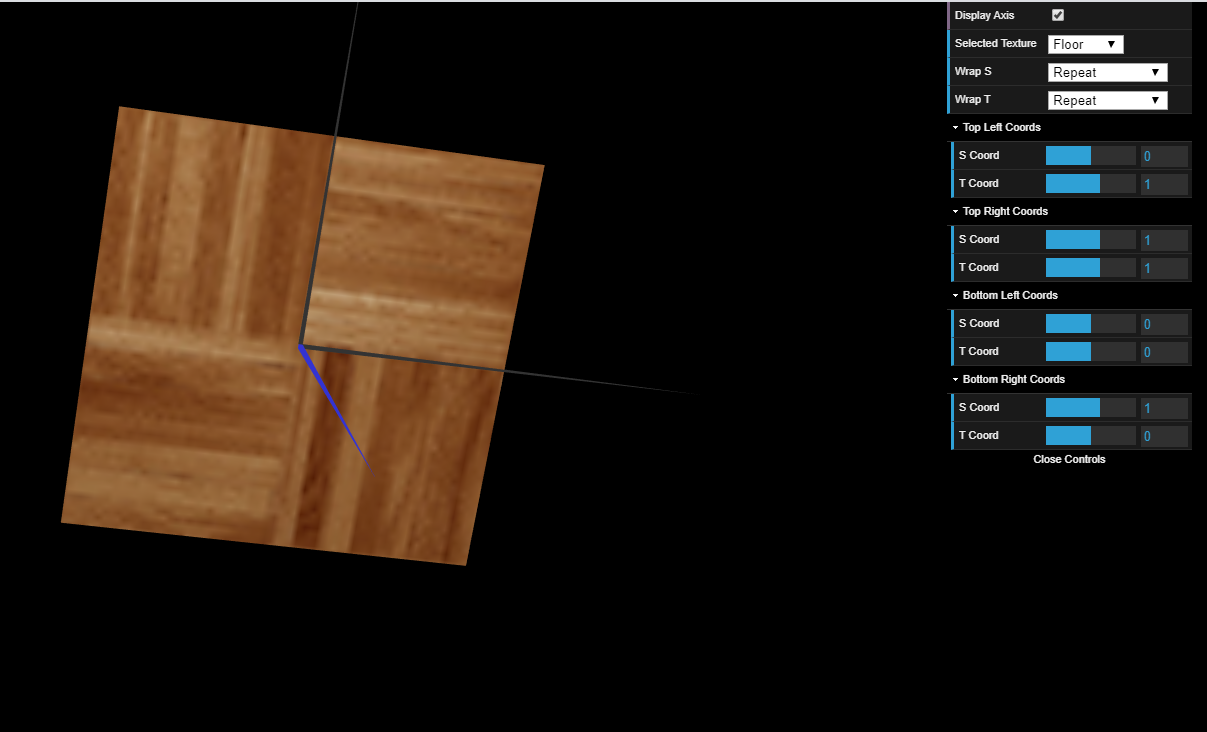 Display Axis
Selected Texture Floor
Wrap S Repeat
Wrap T Repeat
Top Left Coords
S Coord 0
T Coord 1
Top Right Coords
S Coord 1
T Coord 1
Bottom Left Coords
S Coord 0
T Coord 0
Bottom Right Coords
S Coord 1
T Coord 0
Close Controls